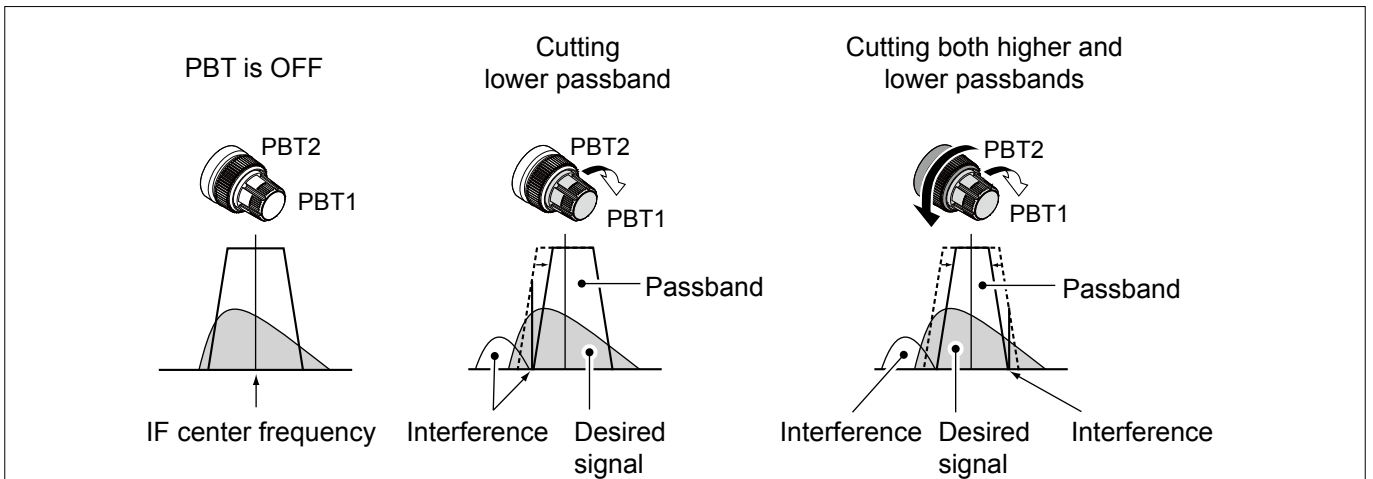 PBT is OFF
Cutting
lower passband
Cutting both higher and
lower passbands
PBT2
PBT1
PBT2
PBT1
PBT2
PBT1
Passband
Passband
IF center frequency
Interference
Desired
signal
Interference
Desired
signal
Interference